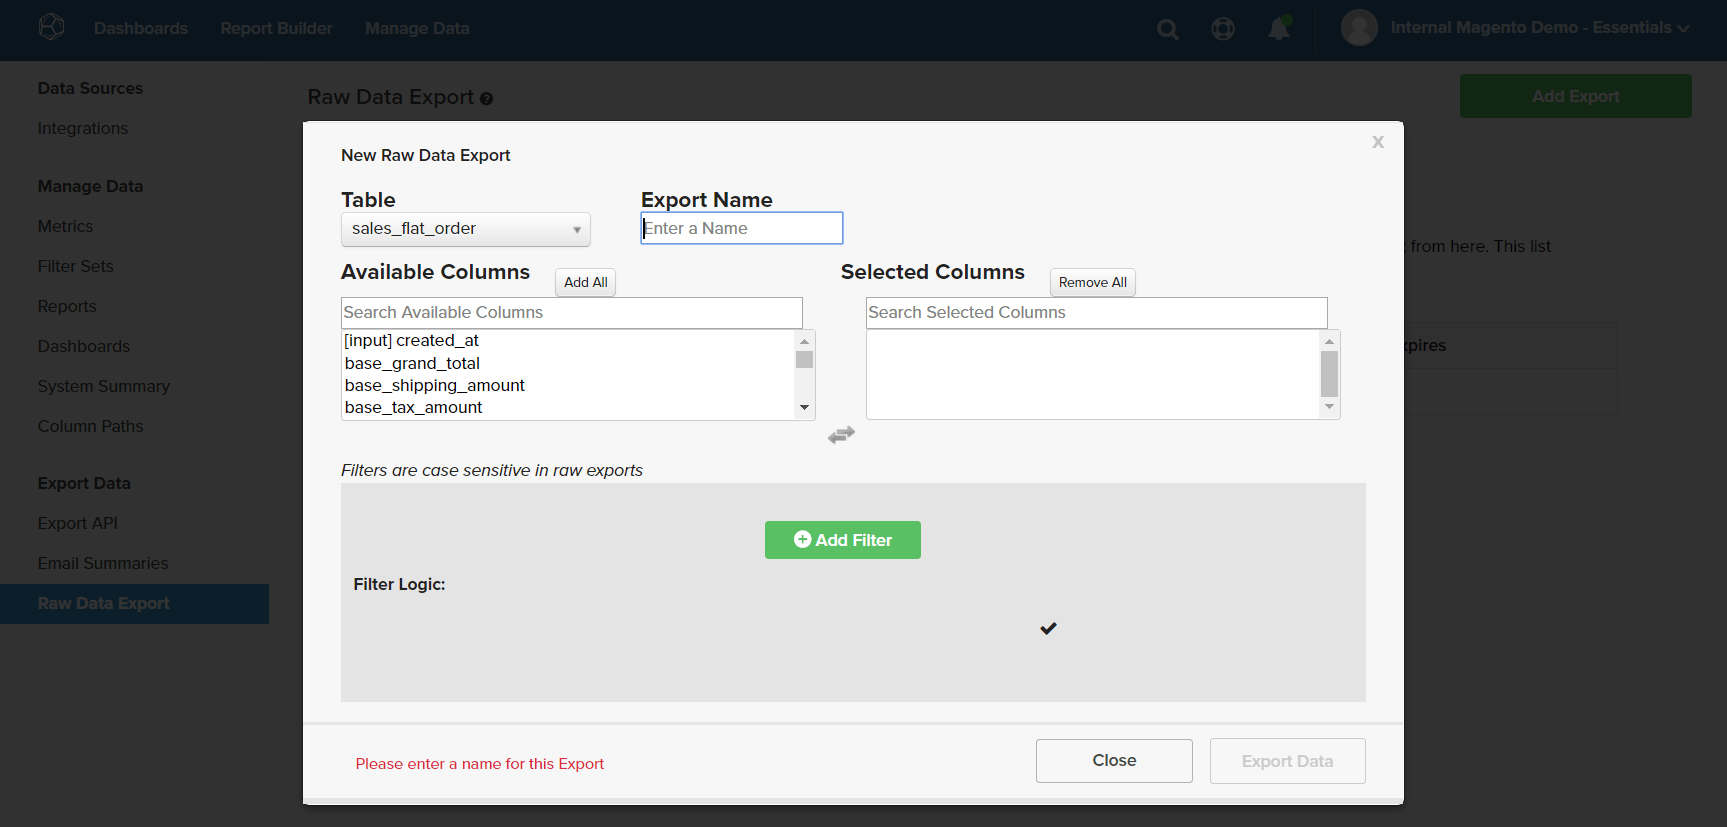 Dashboards Report Builder Manage Data Internal Magento Demo - Essentials
Data Sources
Integrations
Manage Data
Metrics
Filter Sets
Reports
Dashboards
System Summary
Column Paths
Export Data
Export API
Email Summaries
Raw Data Export
Raw Data Export ?
Add Export
from here. This list
xpires
New Raw Data Export
X
Table Export Name
sales_flat_order Enter a Name
Available Columns Add All Selected Columns Remove All
Search Available Columns Search Selected Columns
[input] created_at
base_grand_total
base_shipping_amount
base_tax_amount
Filters are case sensitive in raw exports
Add Filter
Filter Logic:
Please enter a name for this Export Close Export Data